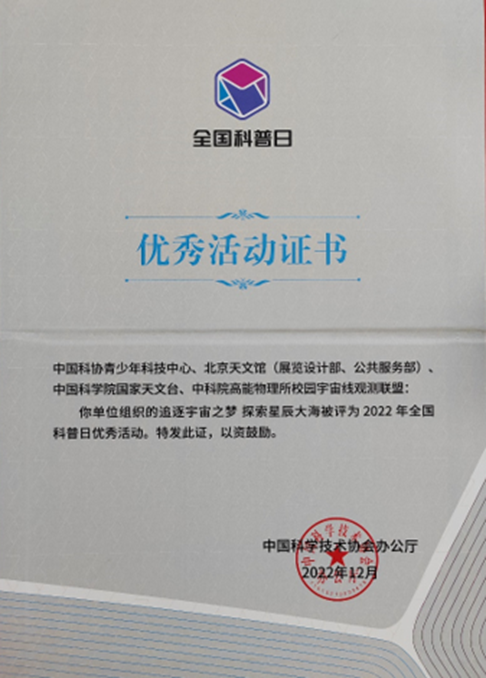 全国科普日
优秀活动证书
中国科协青少年科技中心、北京天文馆（展览设计部、公共服务部）、
中国科学院国家天文台、中科院高能物理所校园宇宙线观测联盟：
你单位组织的追逐宇宙之梦 探索星辰大海被评为 2022 年全国
科普日优秀活动。特发此证，以资鼓励。
中国科学技术协会办公厅
2022年12月